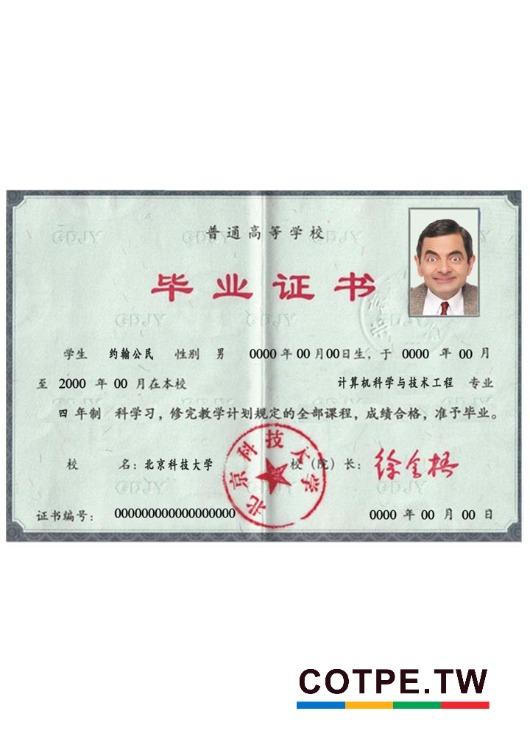 普通高等学校
毕业证书
学生 约翰公民 性别 男 0000 年 00 月00日生，于 0000 年 00 月
至 2000 年 00 月在本校 计算机科学与技术工程 专业
四 年制 科学习，修完教学计划规定的全部课程，成绩合格，准予毕业。
校 名：北京科技大学 校（院）长：
北京科技大学
证书编号： 000000000000000000 0000 年 00 月 00 日
COTPE.TW